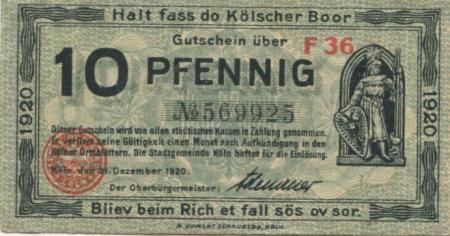 Halt fass do Kölscher Boor
Gutschein über
F 36
10 PFENNIG
1920
1920
№569925
Dieser Gutschein wird von allen städtischen Kassen in Zahlung genommen.
Er verliert seine Gültigkeit einen Monat nach Aufkündigung in den
Kölner Ortsblättern. Die Stadtgemeinde Köln haftet für die Einlösung.
Köln, den 31. Dezember 1920.
Der Oberbürgermeister:
Bliev beim Rich et fall sös ov sor.
M. DUMONT SCHAUBERG, KÖLN